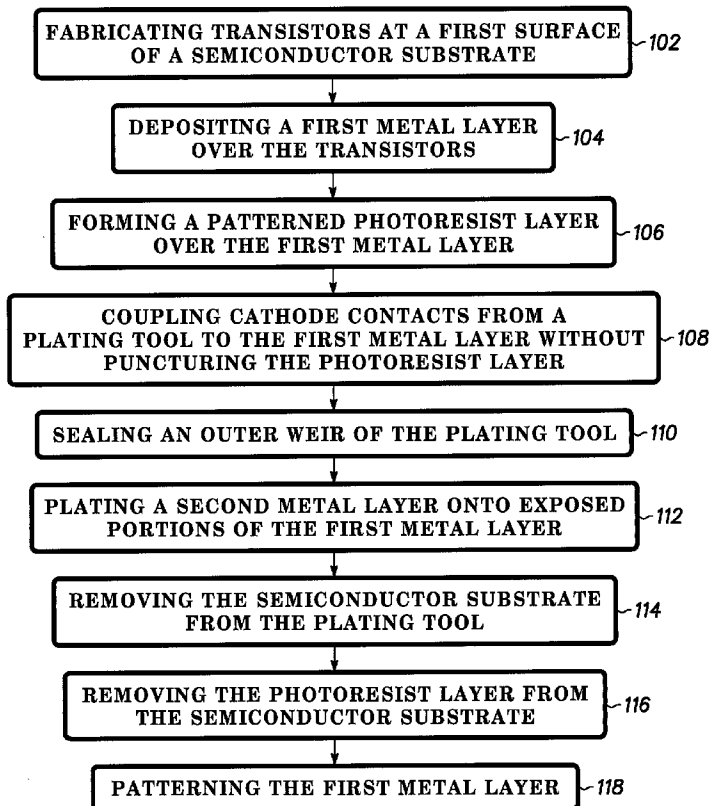 FABRICATING TRANSISTORS AT A FIRST SURFACE
OF A SEMICONDUCTOR SUBSTRATE
102
DEPOSITING A FIRST METAL LAYER
OVER THE TRANSISTORS
104
FORMING A PATTERNED PHOTORESIST LAYER
OVER THE FIRST METAL LAYER
106
COUPLING CATHODE CONTACTS FROM A
PLATING TOOL TO THE FIRST METAL LAYER WITHOUT
PUNCTURING THE PHOTORESIST LAYER
108
SEALING AN OUTER WEIR OF THE PLATING TOOL
110
PLATING A SECOND METAL LAYER ONTO EXPOSED
PORTIONS OF THE FIRST METAL LAYER
112
REMOVING THE SEMICONDUCTOR SUBSTRATE
FROM THE PLATING TOOL
114
REMOVING THE PHOTORESIST LAYER FROM
THE SEMICONDUCTOR SUBSTRATE
116
PATTERNING THE FIRST METAL LAYER
118